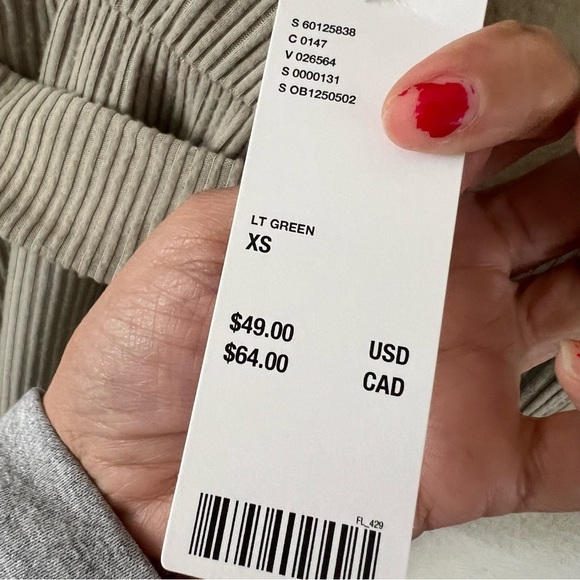 S 60125838
C 0147
V 026564
S 0000131
S OB1250502
LT GREEN
XS
$49.00 USD
$64.00 CAD
FL_429